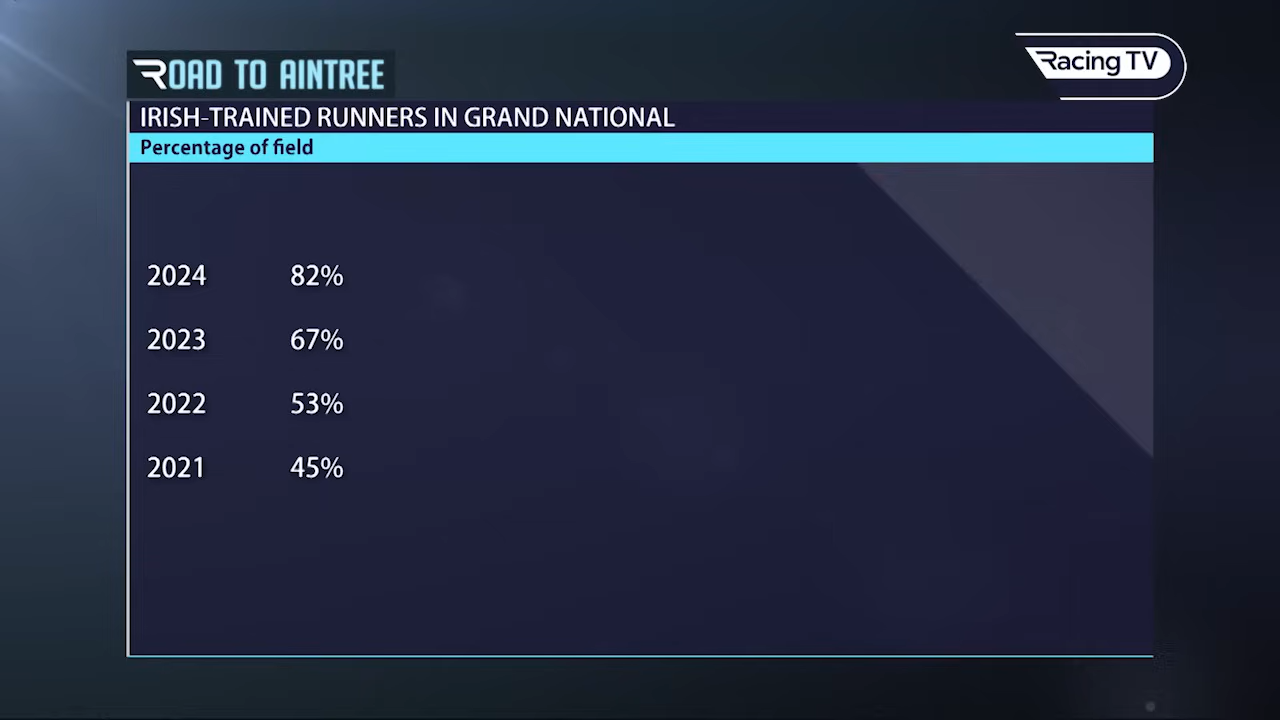 ROAD TO AINTREE
Racing TV
IRISH-TRAINED RUNNERS IN GRAND NATIONAL
Percentage of field
2024 82%
2023 67%
2022 53%
2021 45%